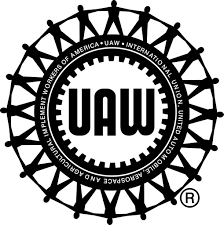 INTERNATIONAL UNION, UNITED AUTOMOBILE, AEROSPACE AND AGRICULTURAL IMPLEMENT WORKERS OF AMERICA • UAW •
UAW
®